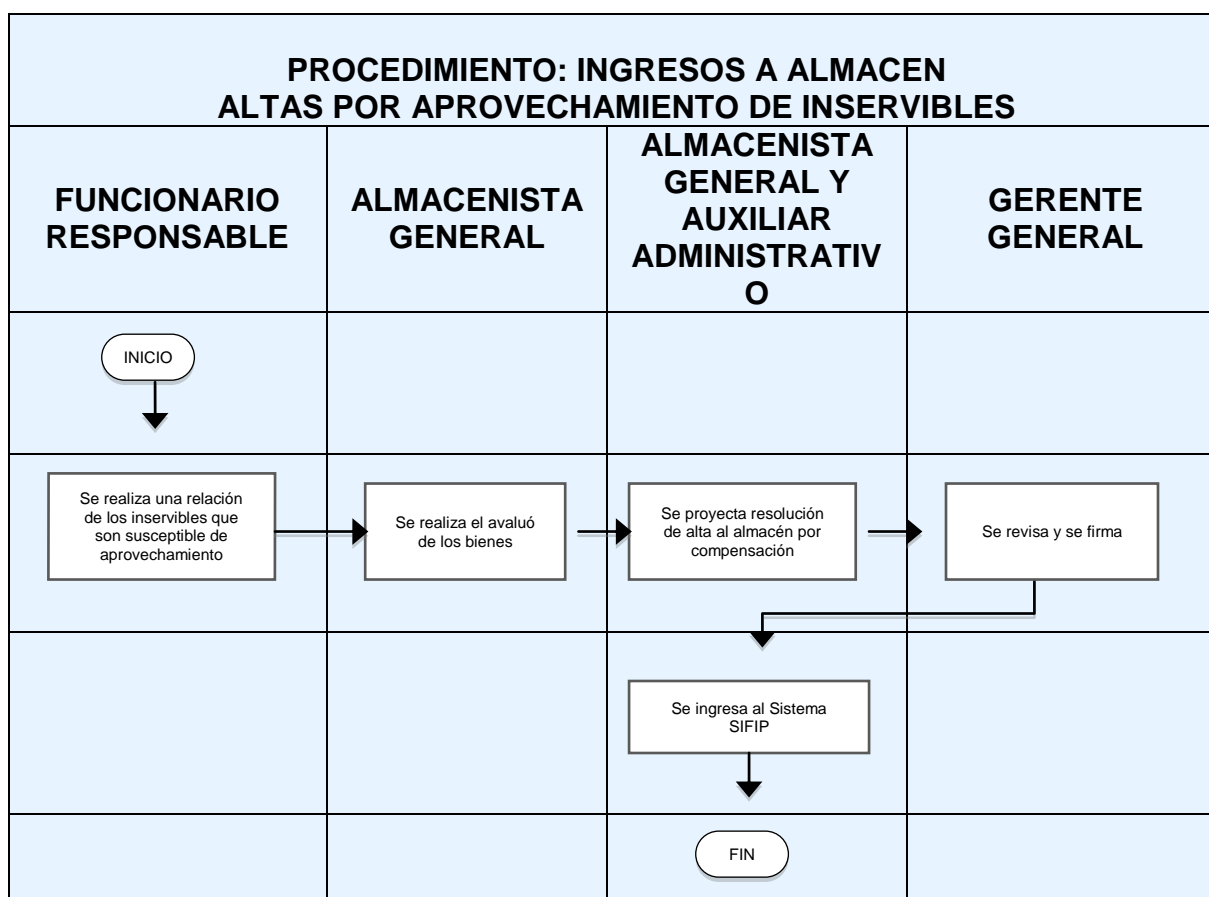 PROCEDIMIENTO: INGRESOS A ALMACEN
ALTAS POR APROVECHAMIENTO DE INSERVIBLES
FUNCIONARIO
RESPONSABLE
ALMACENISTA
GENERAL
ALMACENISTA
GENERAL Y
AUXILIAR
ADMINISTRATIV
O
GERENTE
GENERAL
INICIO
Se realiza una relación
de los inservibles que
son susceptible de
aprovechamiento
Se realiza el avaluó
de los bienes
Se proyecta resolución
de alta al almacén por
compensación
Se revisa y se firma
Se ingresa al Sistema
SIFIP
FIN